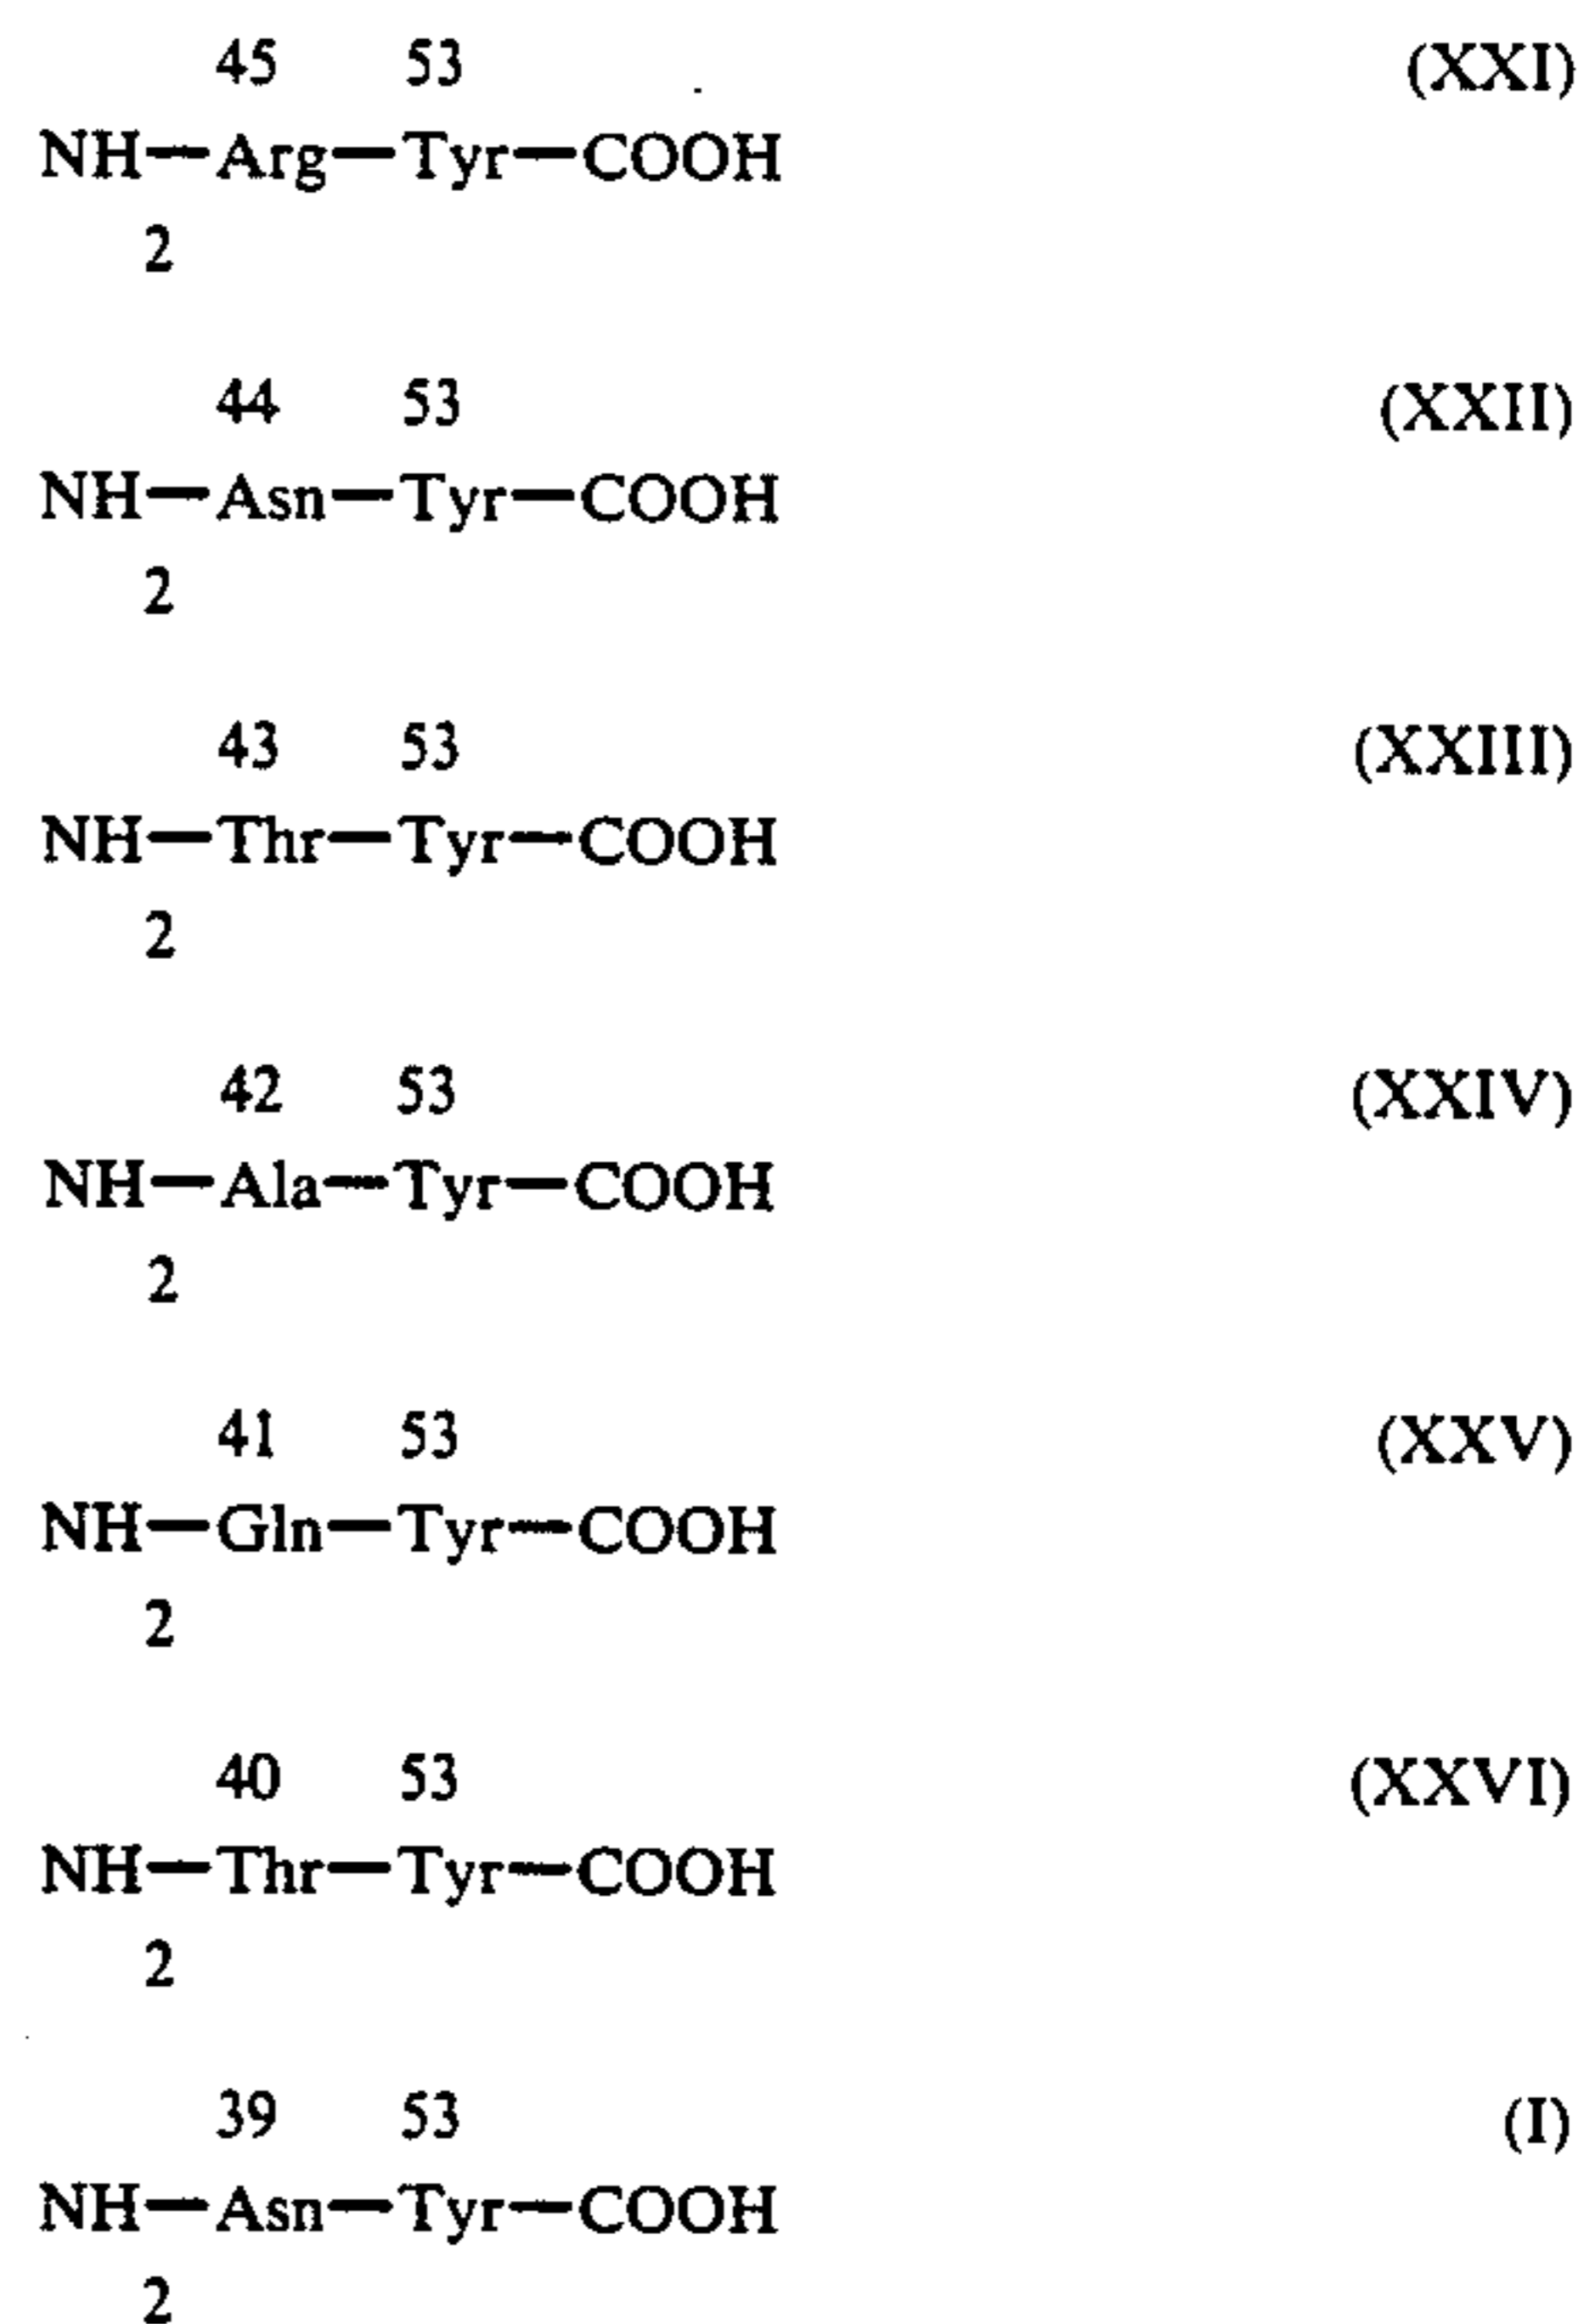 45 53 (XXI)
NH—Arg—Tyr—COOH
2
44 53 (XXII)
NH—Asn—Tyr—COOH
2
43 53 (XXIII)
NH—Thr—Tyr—COOH
2
42 53 (XXIV)
NH—Ala—Tyr—COOH
2
41 53 (XXV)
NH—Gln—Tyr—COOH
2
40 53 (XXVI)
NH—Thr—Tyr—COOH
2
39 53 (I)
NH—Asn—Tyr—COOH
2